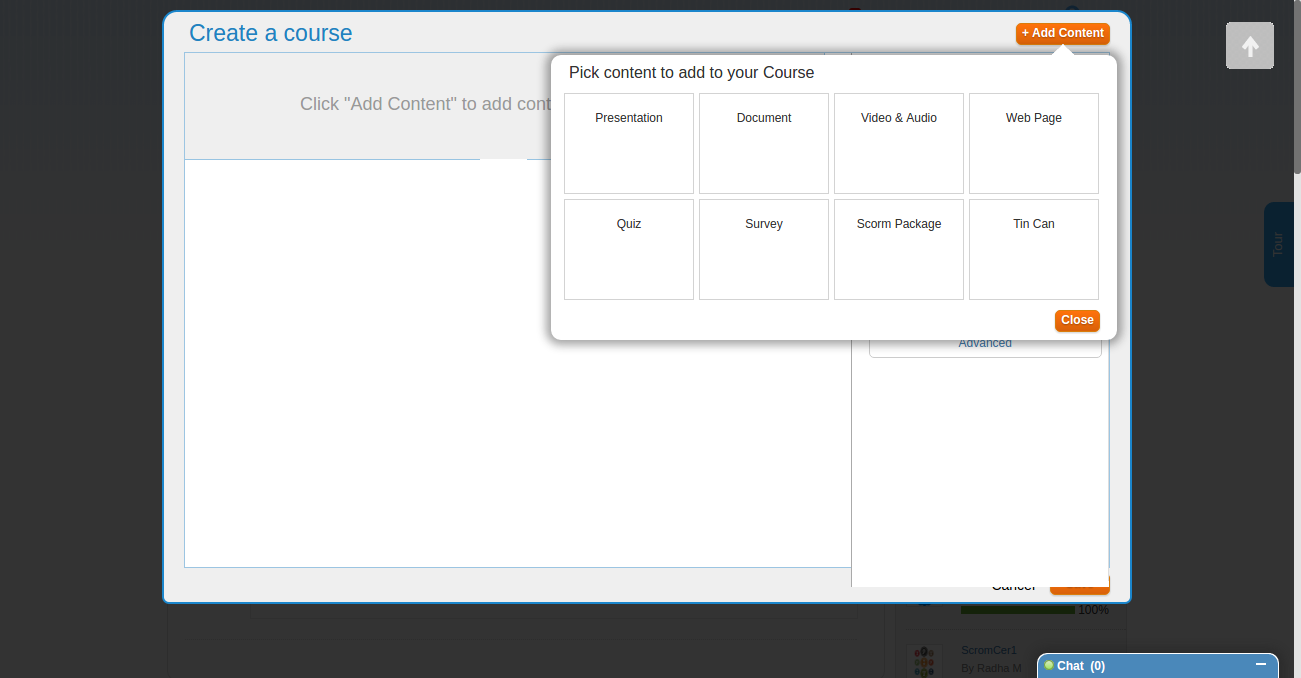 Create a course
+ Add Content
Click "Add Content" to add cont
Pick content to add to your Course
Presentation
Document
Video & Audio
Web Page
Quiz
Survey
Scorm Package
Tin Can
Close
Advanced
Tour
Cancel
100%
ScromCer1
By Radha M
Chat (0)